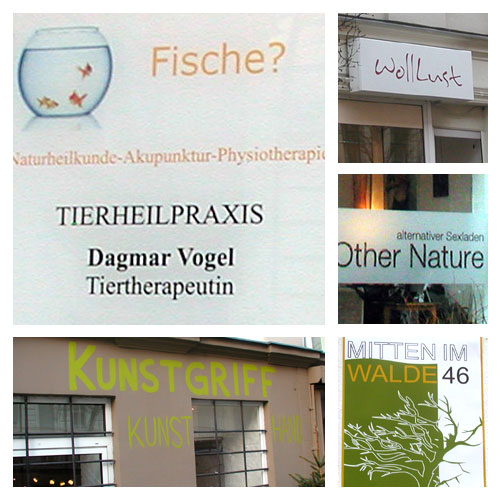 Fische?
Naturheilkunde-Akupunktur-Physiotherapie
TIERHEILPRAXIS
Dagmar Vogel
Tiertherapeutin
WollLust
alternativer Sexladen
Other Nature
KUNSTGRIFF
KUNST HAND
MITTEN IM
WALDE 46